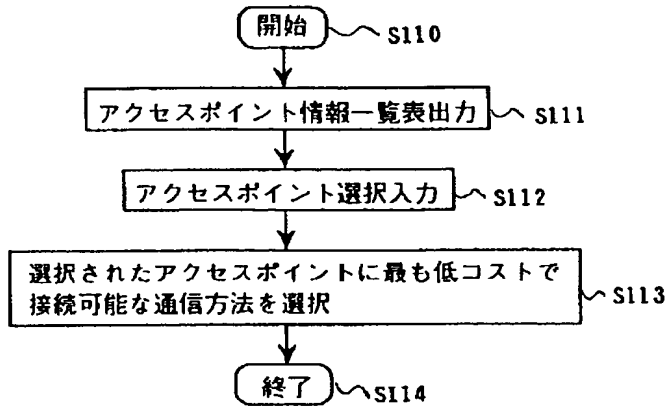 開始 S110
アクセスポイント情報一覧表出力 S111
アクセスポイント選択入力 S112
選択されたアクセスポイントに最も低コストで
接続可能な通信方法を選択 S113
終了 S114